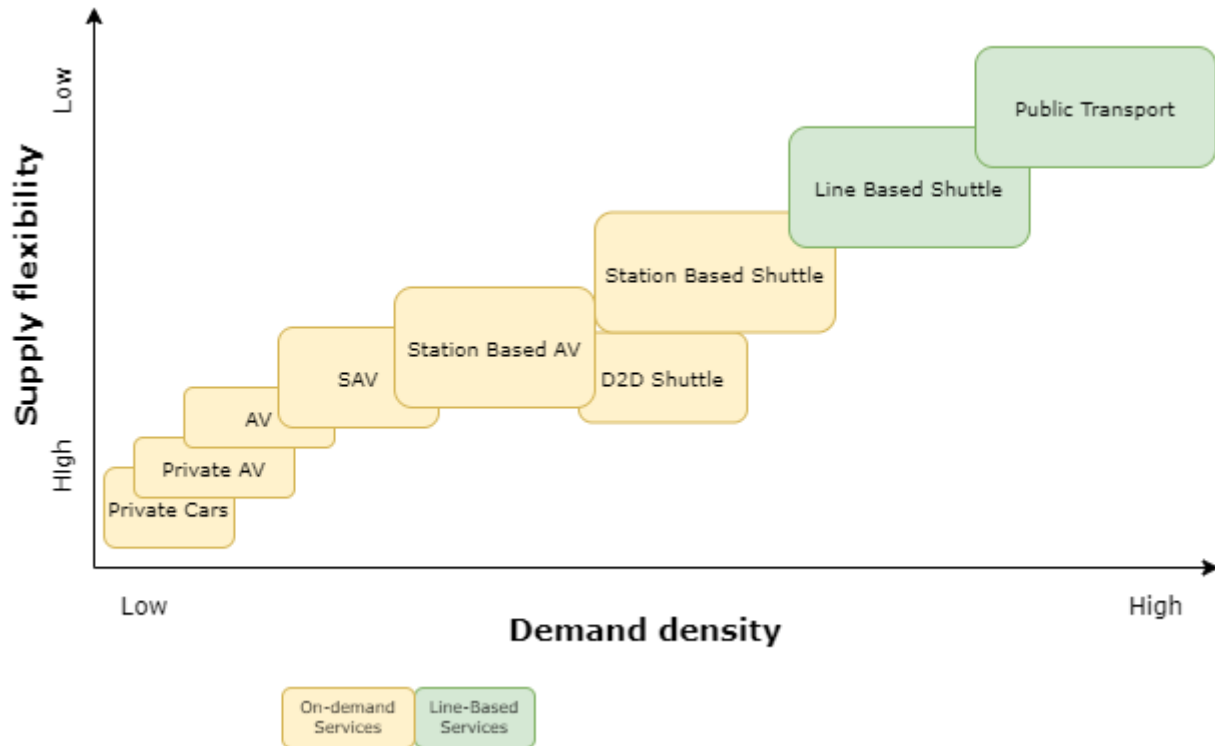 Low
Public Transport
Line Based Shuttle
Supply flexibility
Station Based Shuttle
Station Based AV
SAV
D2D Shuttle
AV
HIgh
Private AV
Private Cars
Low
High
Demand density
On-demand
Services
Line-Based
Services